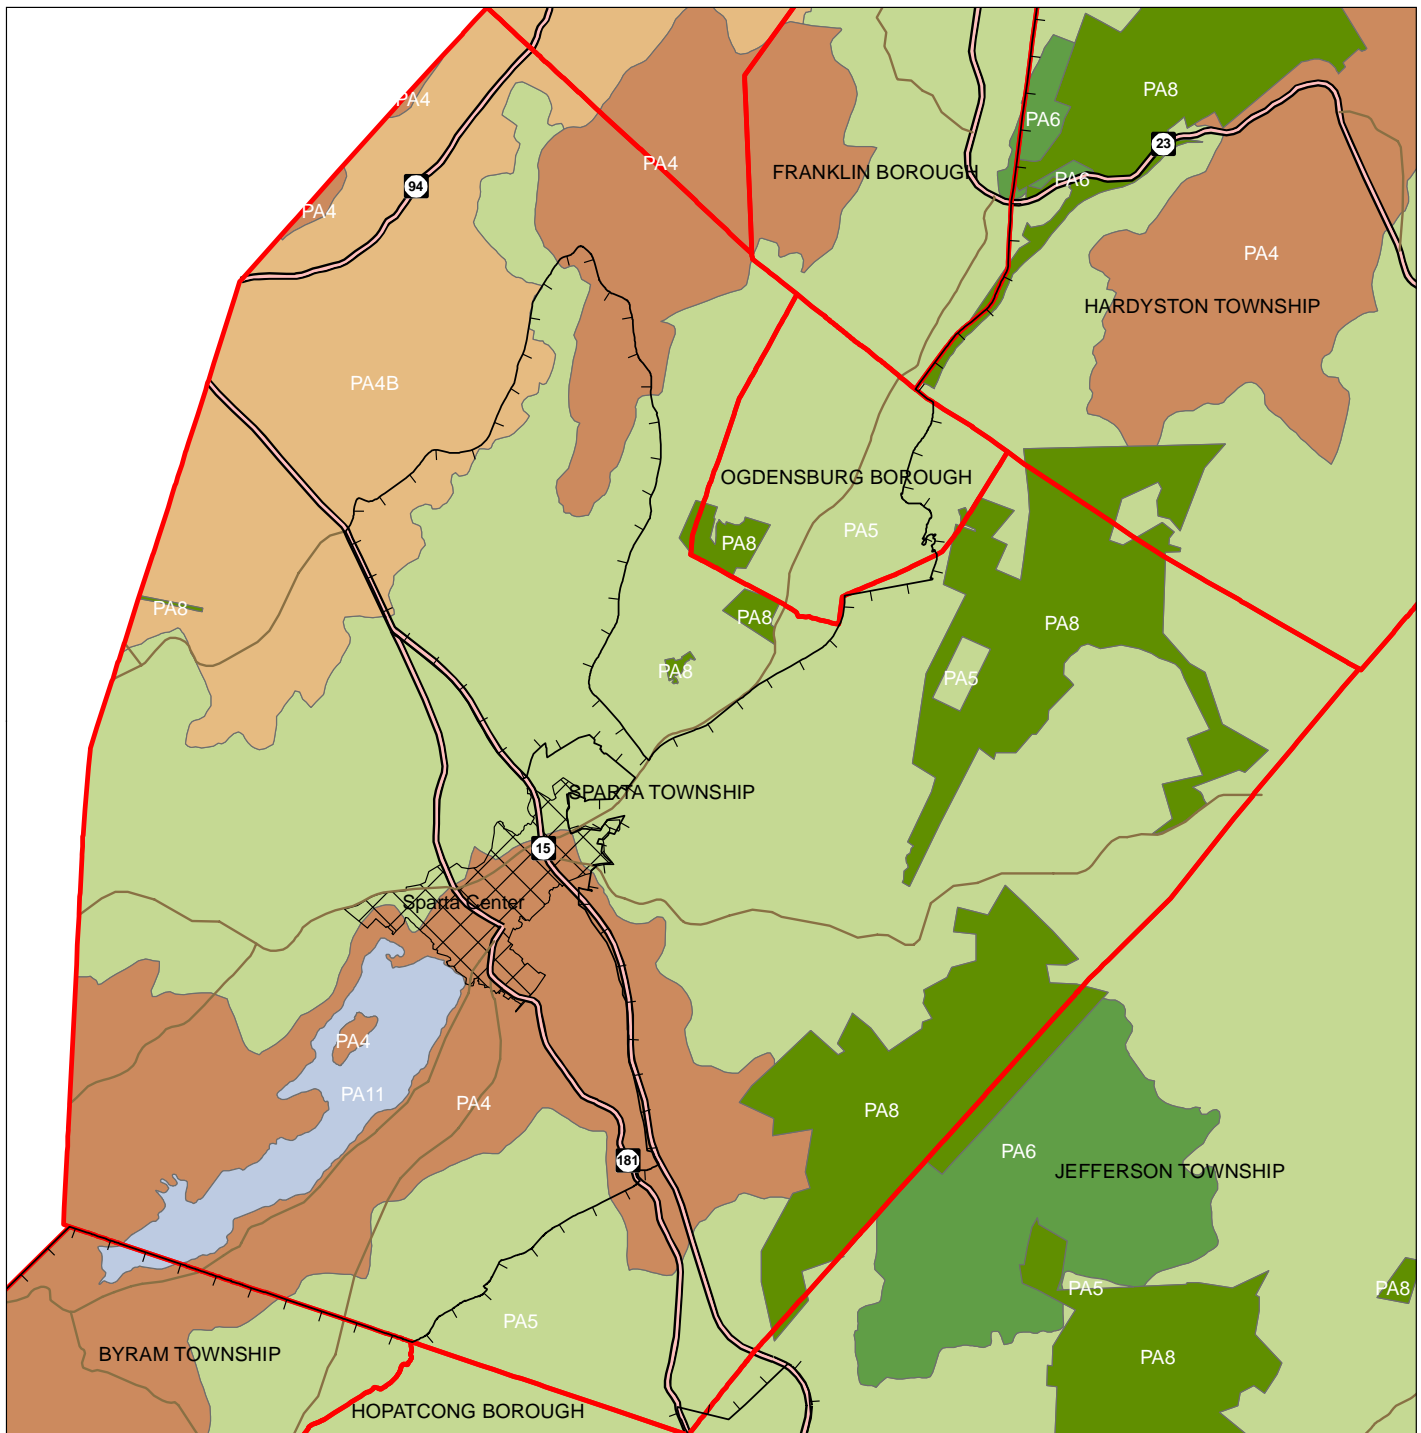 PA8
PA4
PA6
23
PA4
FRANKLIN BOROUGH
PA6
94
PA4
PA4
HARDYSTON TOWNSHIP
PA4B
OGDENSBURG BOROUGH
PA5
PA8
PA8
PA8
PA8
PA8
PA5
SPARTA TOWNSHIP
15
Sparta Center
PA4
PA11
PA4
PA8
PA6
181
JEFFERSON TOWNSHIP
PA5
PA8
PA5
BYRAM TOWNSHIP
PA8
HOPATCONG BOROUGH